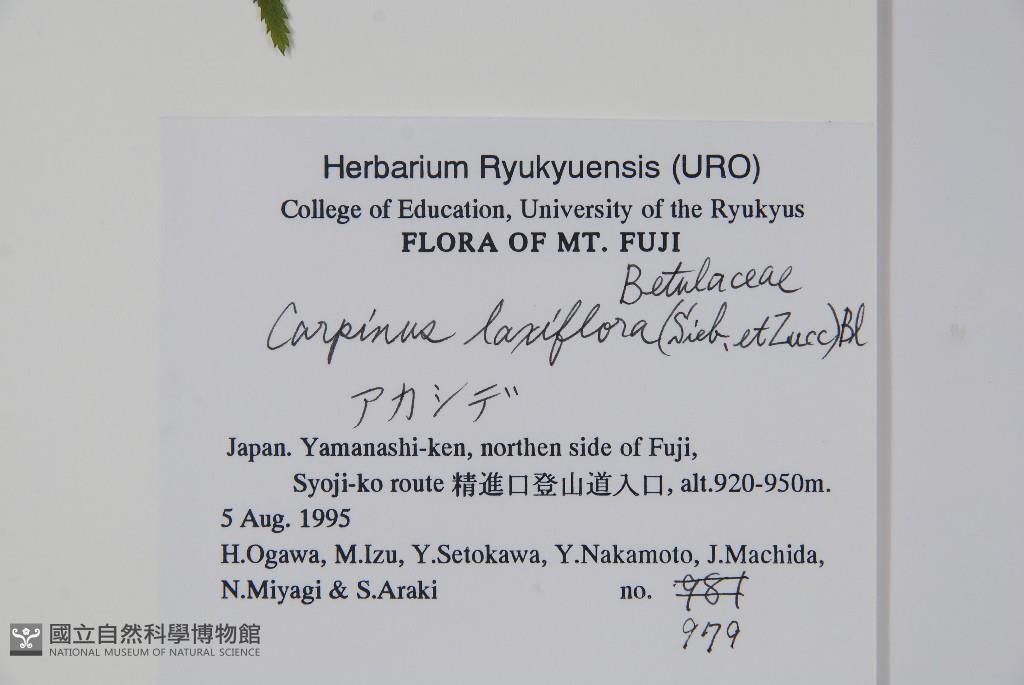 Herbarium Ryukyuensis (URO)
College of Education, University of the Ryukyus
FLORA OF MT. FUJI
Betulaceae
Carpinus laxiflora (Sieb. et Zucc) Bl
アカシデ
Japan. Yamanashi-ken, northen side of Fuji,
Syoji-ko route 精進口登山道入口, alt.920-950m.
5 Aug. 1995
H.Ogawa, M.Izu, Y.Setokawa, Y.Nakamoto, J.Machida,
N.Miyagi & S.Araki no. 981
979
國立自然科學博物館
NATIONAL MUSEUM OF NATURAL SCIENCE